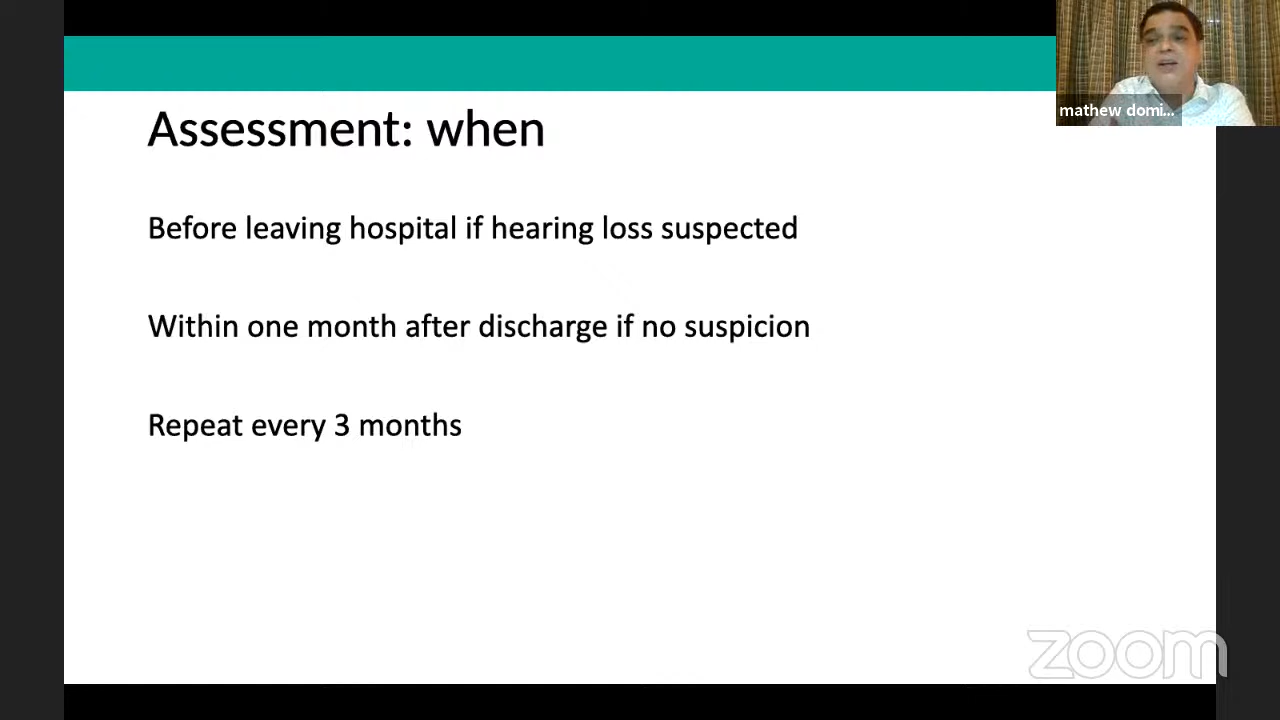 Assessment: when
mathew domi...
Before leaving hospital if hearing loss suspected
Within one month after discharge if no suspicion
Repeat every 3 months
zoom